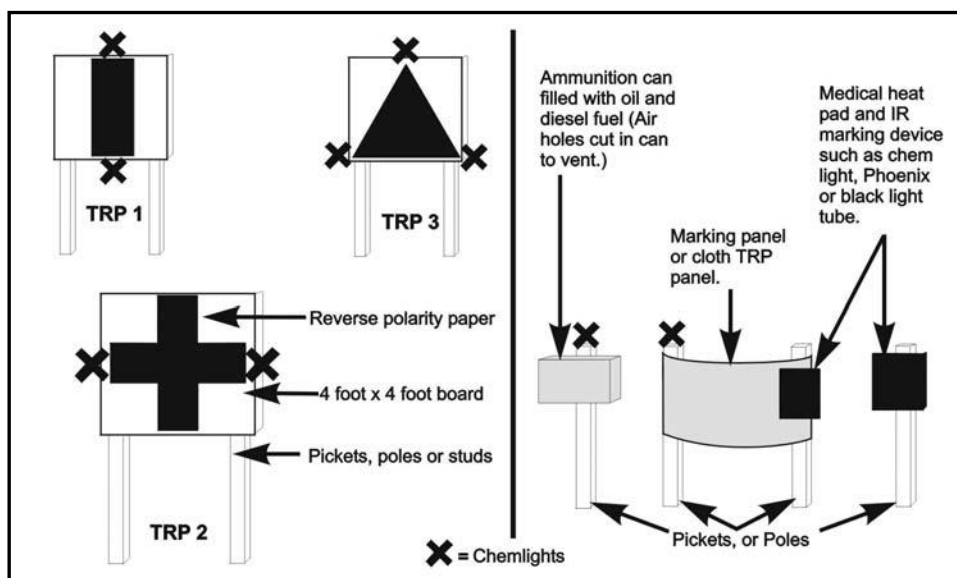 TRP 1
TRP 3
Reverse polarity paper
4 foot x 4 foot board
Pickets, poles or studs
TRP 2
= Chemlights
Ammunition can
filled with oil and
diesel fuel (Air
holes cut in can
to vent.)
Marking panel
or cloth TRP
panel.
Medical heat
pad and IR
marking device
such as chem
light, Phoenix
or black light
tube.
Pickets, or Poles